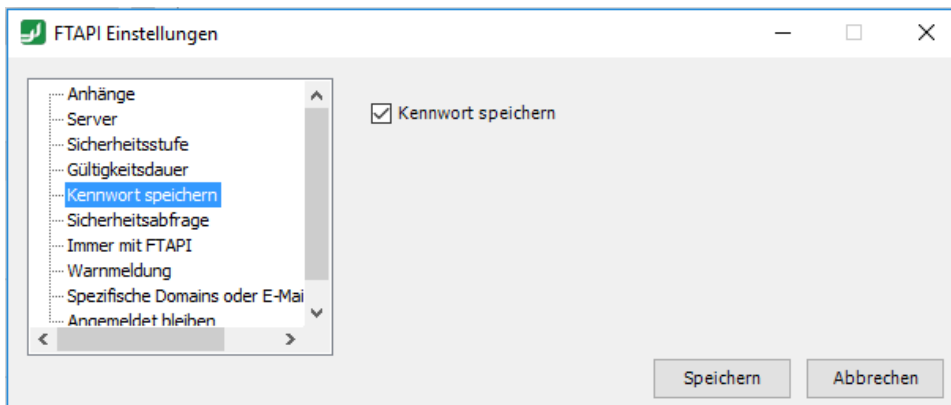 FTAPI Einstellungen
Anhänge
Server
Sicherheitsstufe
Gültigkeitsdauer
Kennwort speichern
Sicherheitsabfrage
Immer mit FTAPI
Warnmeldung
Spezifische Domains oder E-Mai
Angemeldet bleiben
Kennwort speichern
Speichern
Abbrechen